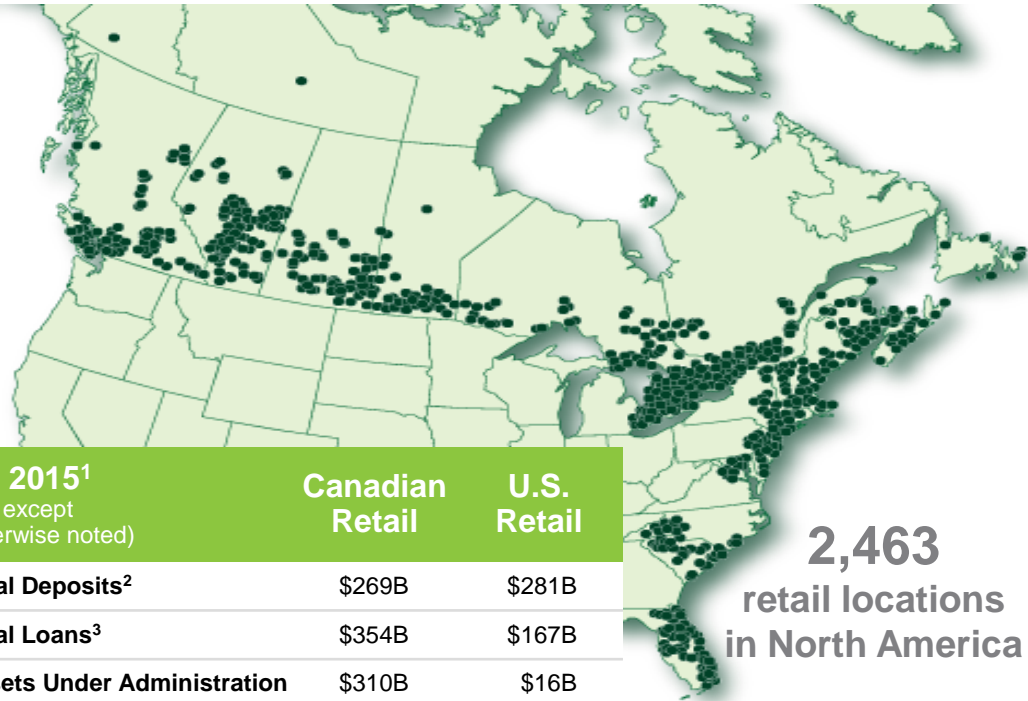 2015¹
except
erwise noted)
Canadian
Retail
U.S.
Retail
al Deposits² $269B $281B
al Loans³ $354B $167B
sets Under Administration $310B $16B
2,463
retail locations
in North America